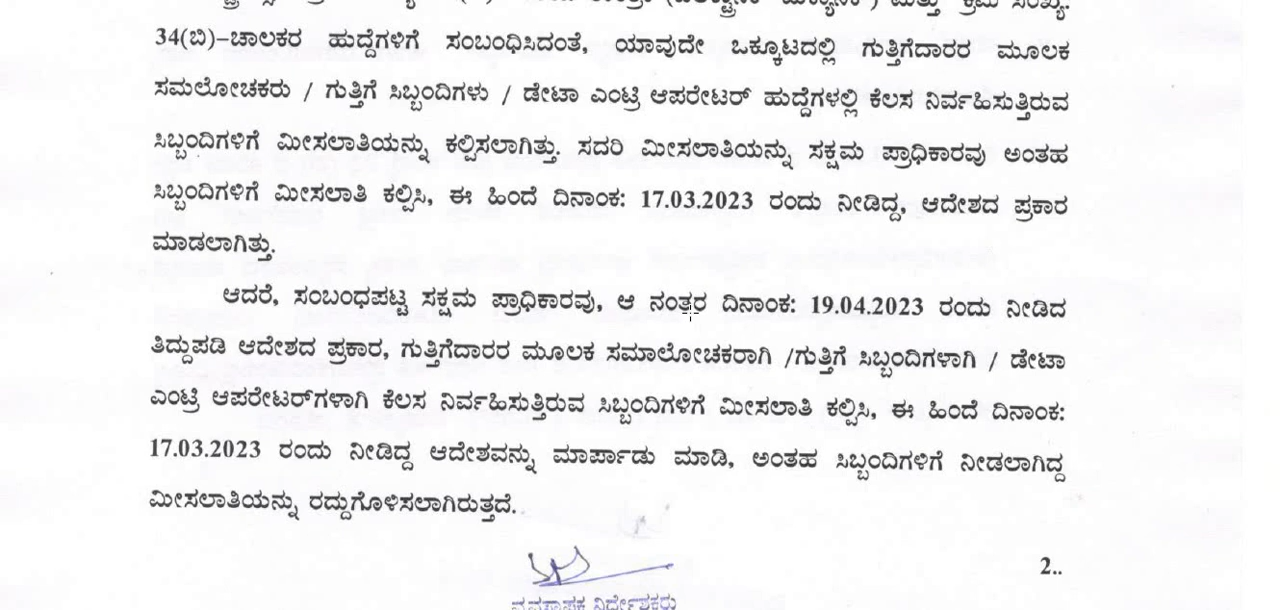 34(ಬಿ)-ಚಾಲಕರ ಹುದ್ದೆಗಳಿಗೆ ಸಂಬಂಧಿಸಿದಂತೆ, ಯಾವುದೇ ಒಕ್ಕೂಟದಲ್ಲಿ ಗುತ್ತಿಗೆದಾರರ ಮೂಲಕ
ಸಮಲೋಚಕರು / ಗುತ್ತಿಗೆ ಸಿಬ್ಬಂದಿಗಳು / ಡೇಟಾ ಎಂಟ್ರಿ ಆಪರೇಟರ್ ಹುದ್ದೆಗಳಲ್ಲಿ ಕೆಲಸ ನಿರ್ವಹಿಸುತ್ತಿರುವ
ಸಿಬ್ಬಂದಿಗಳಿಗೆ ಮೀಸಲಾತಿಯನ್ನು ಕಲ್ಪಿಸಲಾಗಿತ್ತು. ಸದರಿ ಮೀಸಲಾತಿಯನ್ನು ಸಕ್ಷಮ ಪ್ರಾಧಿಕಾರವು ಅಂತಹ
ಸಿಬ್ಬಂದಿಗಳಿಗೆ ಮೀಸಲಾತಿ ಕಲ್ಪಿಸಿ, ಈ ಹಿಂದೆ ದಿನಾಂಕ: 17.03.2023 ರಂದು ನೀಡಿದ್ದ, ಆದೇಶದ ಪ್ರಕಾರ
ಮಾಡಲಾಗಿತ್ತು.
ಆದರೆ, ಸಂಬಂಧಪಟ್ಟ ಸಕ್ಷಮ ಪ್ರಾಧಿಕಾರವು, ಆ ನಂತ್ರರ ದಿನಾಂಕ: 19.04.2023 ರಂದು ನೀಡಿದ
ತಿದ್ದುಪಡಿ ಆದೇಶದ ಪ್ರಕಾರ, ಗುತ್ತಿಗೆದಾರರ ಮೂಲಕ ಸಮಾಲೋಚಕರಾಗಿ /ಗುತ್ತಿಗೆ ಸಿಬ್ಬಂದಿಗಳಾಗಿ / ಡೇಟಾ
ಎಂಟ್ರಿ ಆಪರೇಟರ್‌ಗಳಾಗಿ ಕೆಲಸ ನಿರ್ವಹಿಸುತ್ತಿರುವ ಸಿಬ್ಬಂದಿಗಳಿಗೆ ಮೀಸಲಾತಿ ಕಲ್ಪಿಸಿ, ಈ ಹಿಂದೆ ದಿನಾಂಕ:
17.03.2023 ರಂದು ನೀಡಿದ್ದ ಆದೇಶವನ್ನು ಮಾರ್ಪಾಡು ಮಾಡಿ, ಅಂತಹ ಸಿಬ್ಬಂದಿಗಳಿಗೆ ನೀಡಲಾಗಿದ್ದ
ಮೀಸಲಾತಿಯನ್ನು ರದ್ದುಗೊಳಿಸಲಾಗಿರುತ್ತದೆ.
2..
ವ್ಯವಸ್ಥಾಪಕ ನಿರ್ದೇಶಕರು